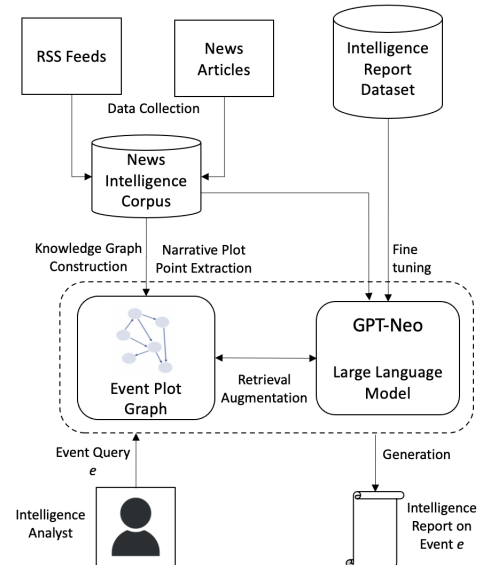 RSS Feeds
News
Articles
Intelligence
Report
Dataset
Data Collection
News
Intelligence
Corpus
Knowledge Graph
Construction
Narrative Plot
Point Extraction
Fine
tuning
Event Plot
Graph
Retrieval
Augmentation
GPT-Neo
Large Language
Model
Event Query
e
Generation
Intelligence
Analyst
Intelligence
Report on
Event e